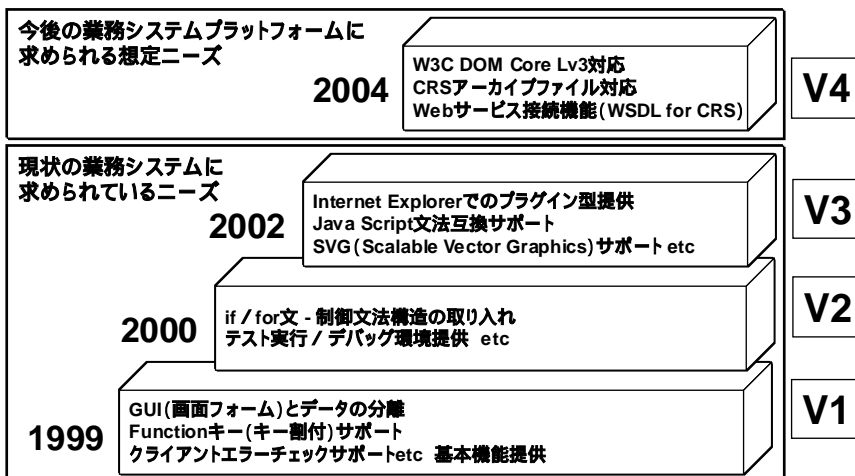 今後の業務システムプラットフォームに
求められる想定ニーズ
2004
W3C DOM Core Lv3対応
CRSアーカイブファイル対応
Webサービス接続機能(WSDL for CRS)
V4
現状の業務システムに
求められているニーズ
2002
Internet Explorerでのプラグイン型提供
Java Script文法互換サポート
SVG(Scalable Vector Graphics)サポート etc
V3
2000
if / for文 - 制御文法構造の取り入れ
テスト実行 / デバッグ環境提供 etc
V2
1999
GUI(画面フォーム)とデータの分離
Functionキー(キー割付)サポート
クライアントエラーチェックサポートetc 基本機能提供
V1